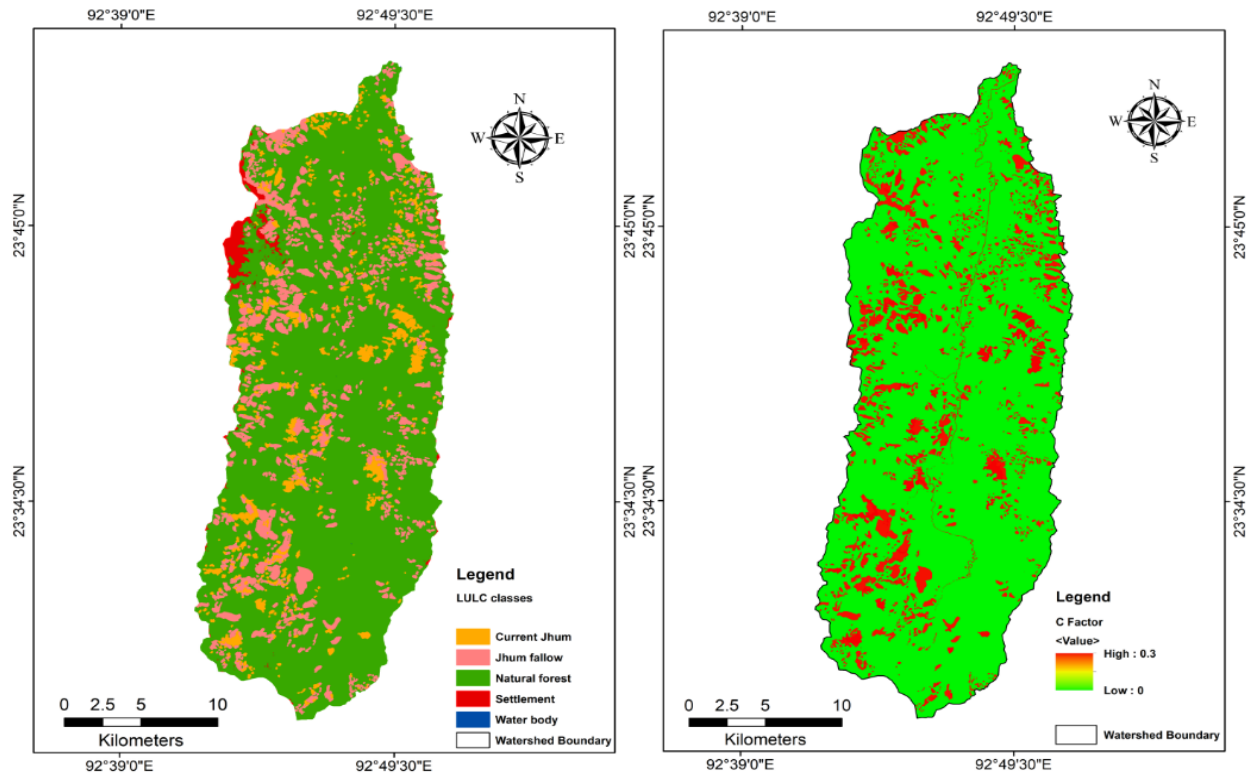 92°39'0"E
92°49'30"E
N
W
E
S
23°45'0"N
23°45'0"N
23°34'30"N
23°34'30"N
Legend
LULC classes
Current Jhum
Jhum fallow
Natural forest
Settlement
Water body
Watershed Boundary
0 2.5 5 10
Kilometers
92°39'0"E
92°49'30"E
92°39'0"E
92°49'30"E
N
W
E
S
23°45'0"N
23°45'0"N
23°34'30"N
23°34'30"N
Legend
C Factor
<Value>
High : 0.3
Low : 0
Watershed Boundary
0 2.5 5 10
Kilometers
92°39'0"E
92°49'30"E